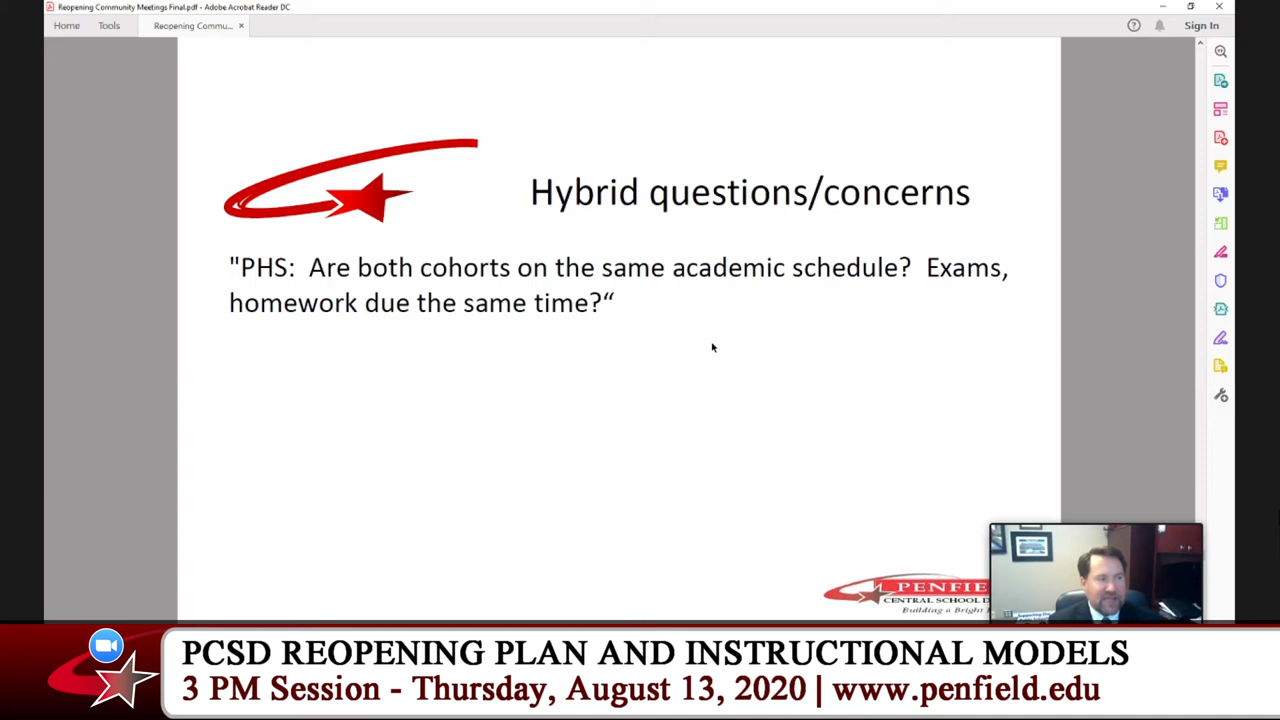 Reopening Community Meetings Final.pdf - Adobe Acrobat Reader DC
Home Tools Reopening Commu... × Sign In
Hybrid questions/concerns
"PHS: Are both cohorts on the same academic schedule? Exams,
homework due the same time?“
PENFIE
CENTRAL SCHOOL D
Building a Bright
PCSD REOPENING PLAN AND INSTRUCTIONAL MODELS
3 PM Session - Thursday, August 13, 2020 | www.penfield.edu